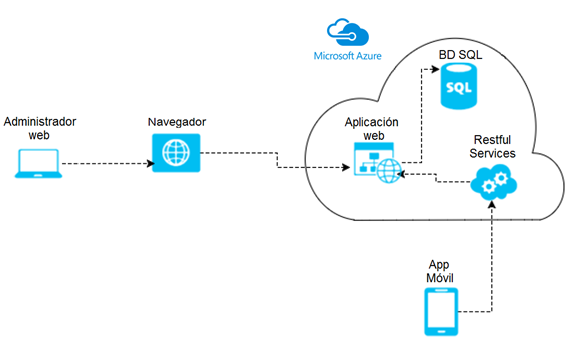 Microsoft Azure
BD SQL
SQL
Administrador
web
Navegador
Aplicación
web
Restful
Services
App
Móvil